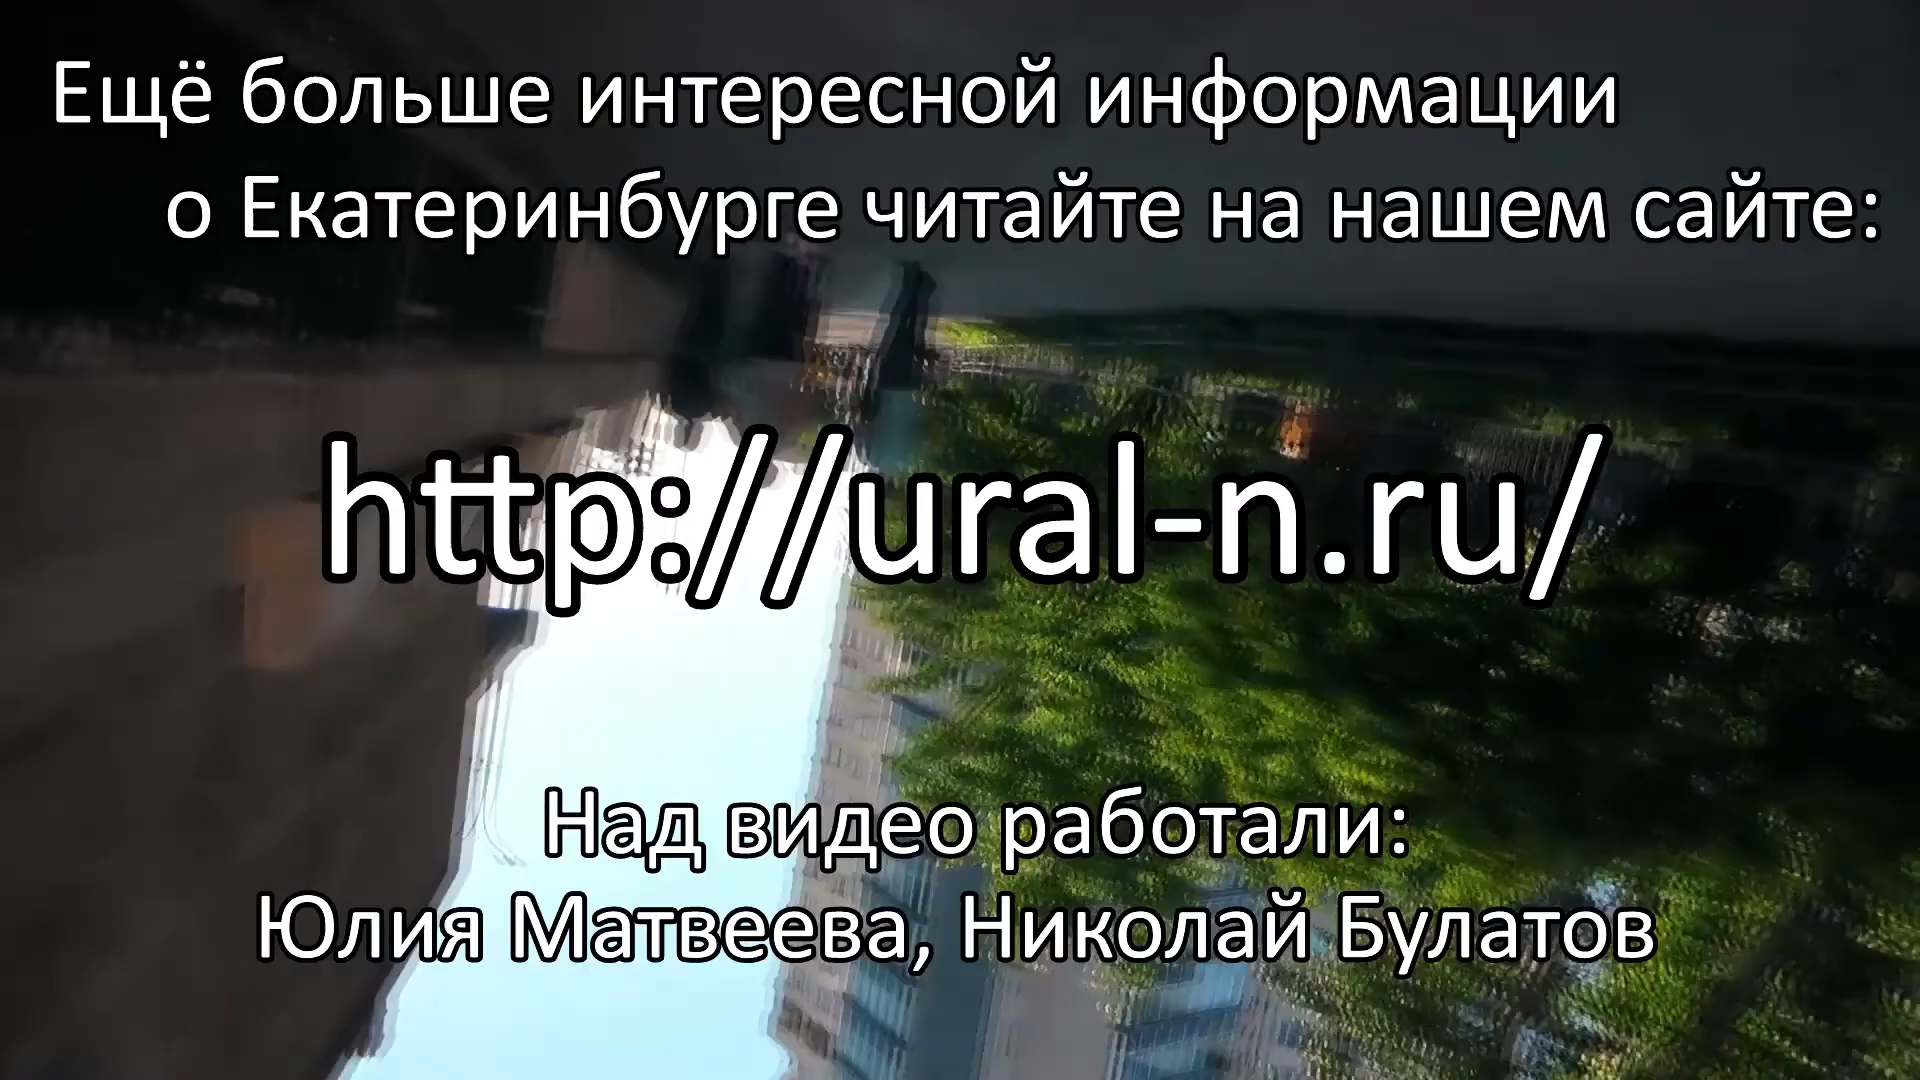 Ещё больше интересной информации
о Екатеринбурге читайте на нашем сайте:
http://ural-n.ru/
Над видео работали:
Юлия Матвеева, Николай Булатов